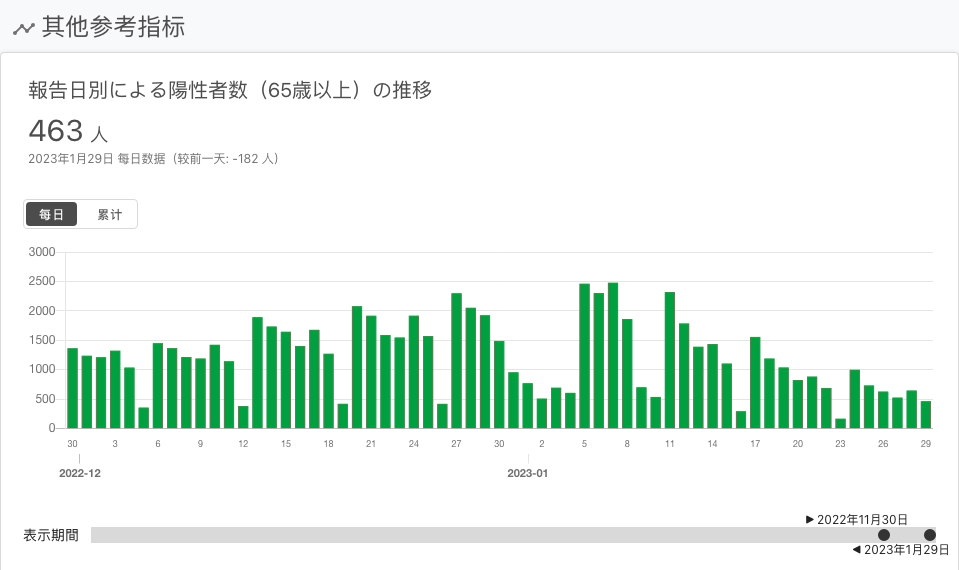 其他参考指标
報告日別による陽性者数（65歳以上）の推移
463 人
2023年1月29日 每日数据（较前一天: -182 人）
每日 累计
3000
2500
2000
1500
1000
500
0
30 3 6 9 12 15 18 21 24 27 30 2 5 8 11 14 17 20 23 26 29
2022-12 2023-01
▶ 2022年11月30日
表示期間
◀ 2023年1月29日